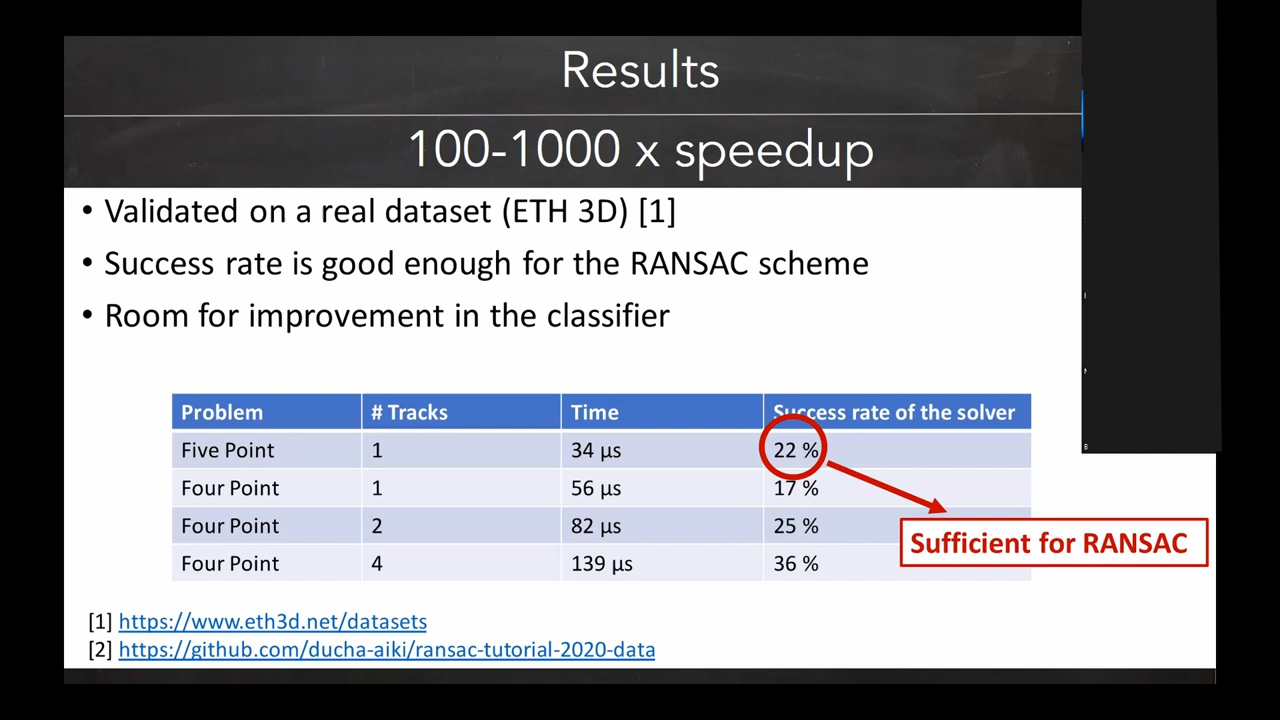 Results
100-1000 x speedup
• Validated on a real dataset (ETH 3D) [1]
• Success rate is good enough for the RANSAC scheme
• Room for improvement in the classifier
Problem # Tracks Time Success rate of the solver
Five Point 1 34 µs 22 %
Four Point 1 56 µs 17 %
Four Point 2 82 µs 25 %
Four Point 4 139 µs 36 %
Sufficient for RANSAC
[1] https://www.eth3d.net/datasets
[2] https://github.com/ducha-aiki/ransac-tutorial-2020-data